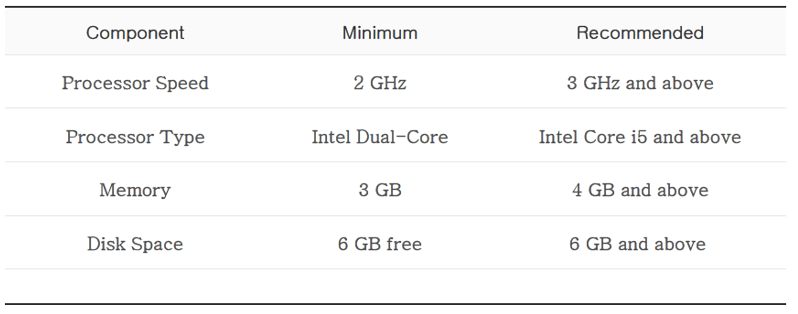 Component Minimum Recommended
Processor Speed 2 GHz 3 GHz and above
Processor Type Intel Dual-Core Intel Core i5 and above
Memory 3 GB 4 GB and above
Disk Space 6 GB free 6 GB and above